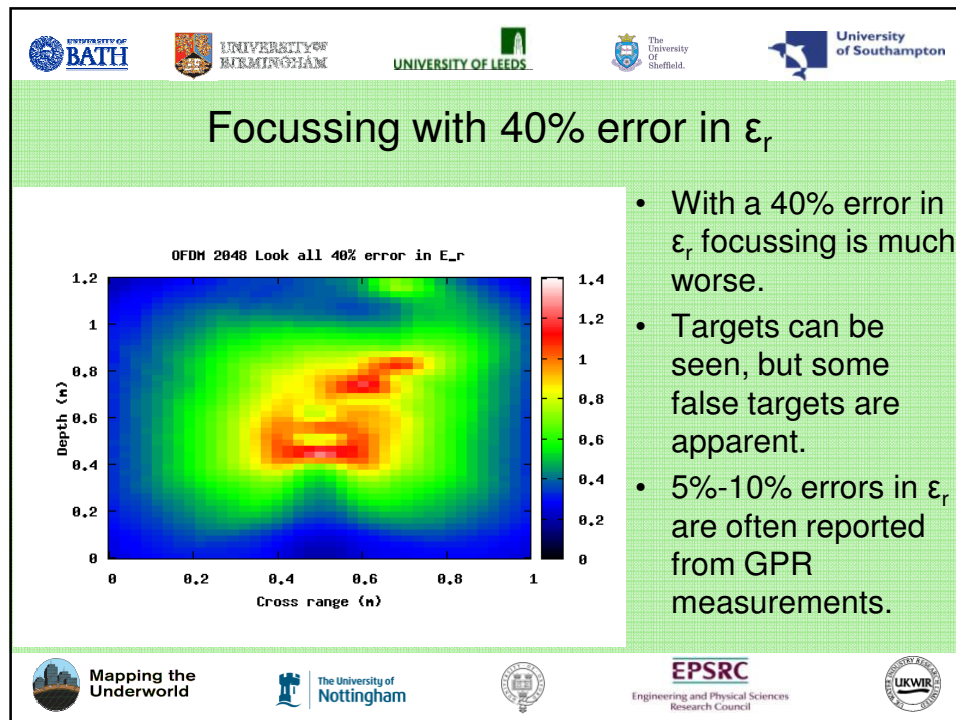 UNIVERSITY OF
BATH
UNIVERSITY OF
BIRMINGHAM
UNIVERSITY OF LEEDS
The
University
Of
Sheffield.
University
of Southampton
Focussing with 40% error in εr
OFDM 2048 Look all 40% error in E_r
1.2
1
0.8
0.6
0.4
0.2
0
Depth (m)
0 0.2 0.4 0.6 0.8 1
Cross range (m)
1.4
1.2
1
0.8
0.6
0.4
0.2
0
• With a 40% error in
εr focussing is much
worse.
• Targets can be
seen, but some
false targets are
apparent.
• 5%-10% errors in εr
are often reported
from GPR
measurements.
Mapping the
Underworld
The University of
Nottingham
EPSRC
Engineering and Physical Sciences
Research Council
UKWIR